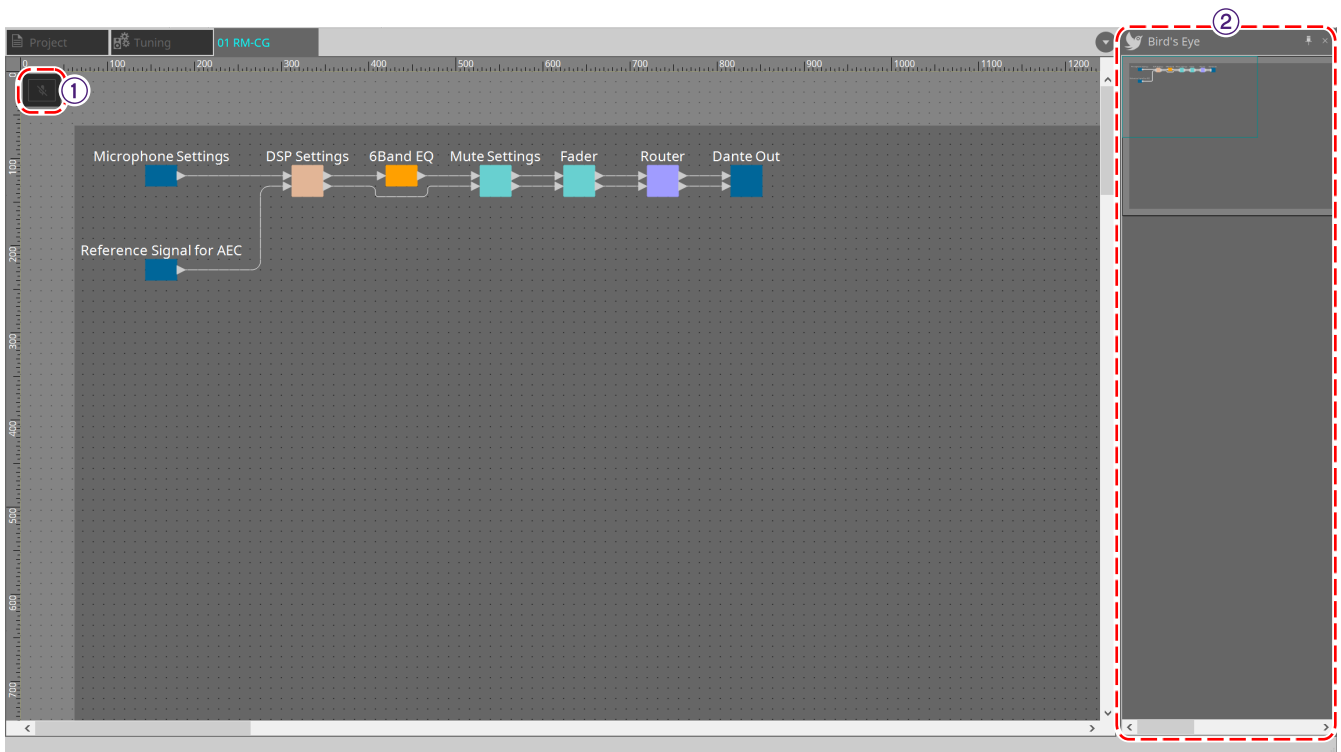 ②
Project
Tuning
01 RM-CG
Bird's Eye
0 100 200 300 400 500 600 700 800 900 1000 1100 1200
0
①
Microphone Settings
DSP Settings
6Band EQ
Mute Settings
Fader
Router
Dante Out
100
200
Reference Signal for AEC
300
400
500
600
700